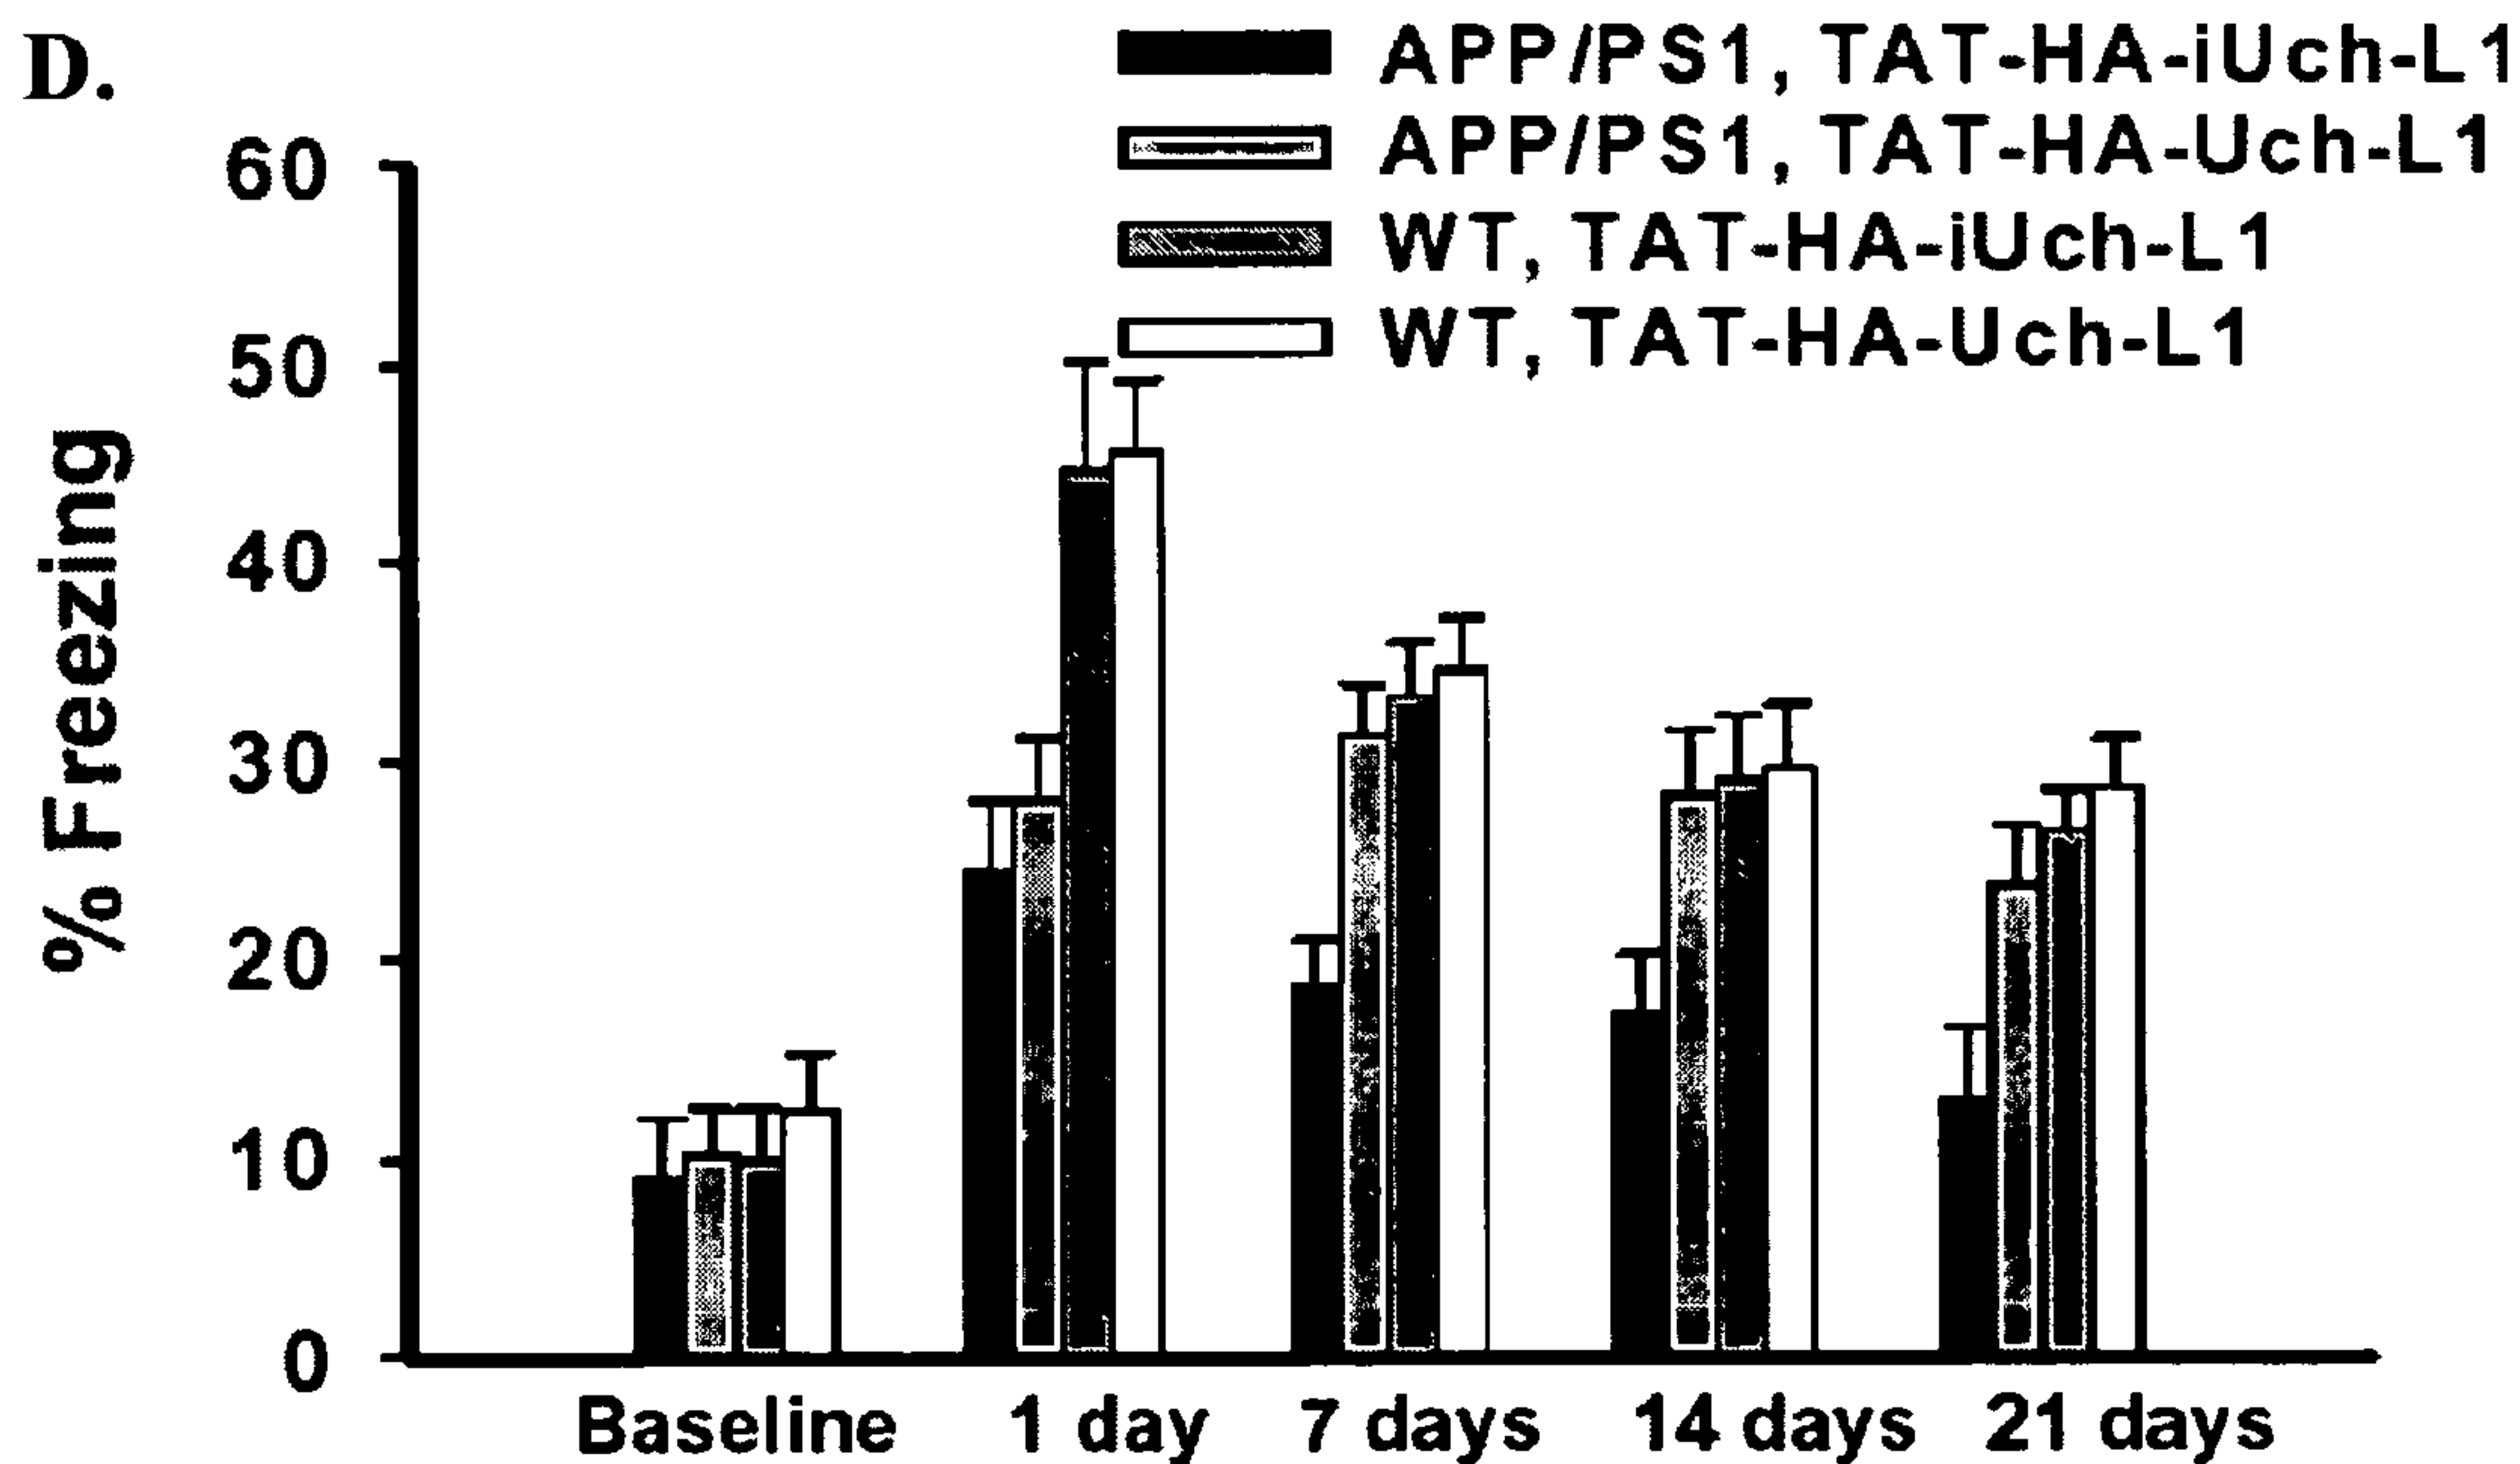 D.
APP/PS1, TAT-HA-iUch-L1
APP/PS1, TAT-HA-Uch-L1
WT, TAT-HA-iUch-L1
WT, TAT-HA-Uch-L1
60
50
40
30
20
10
0
% Freezing
Baseline 1 day 7 days 14 days 21 days